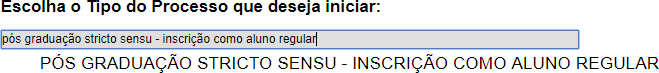 Escolha o Tipo do Processo que deseja iniciar:
pós graduação stricto sensu - inscrição como aluno regular
PÓS GRADUAÇÃO STRICTO SENSU - INSCRIÇÃO COMO ALUNO REGULAR